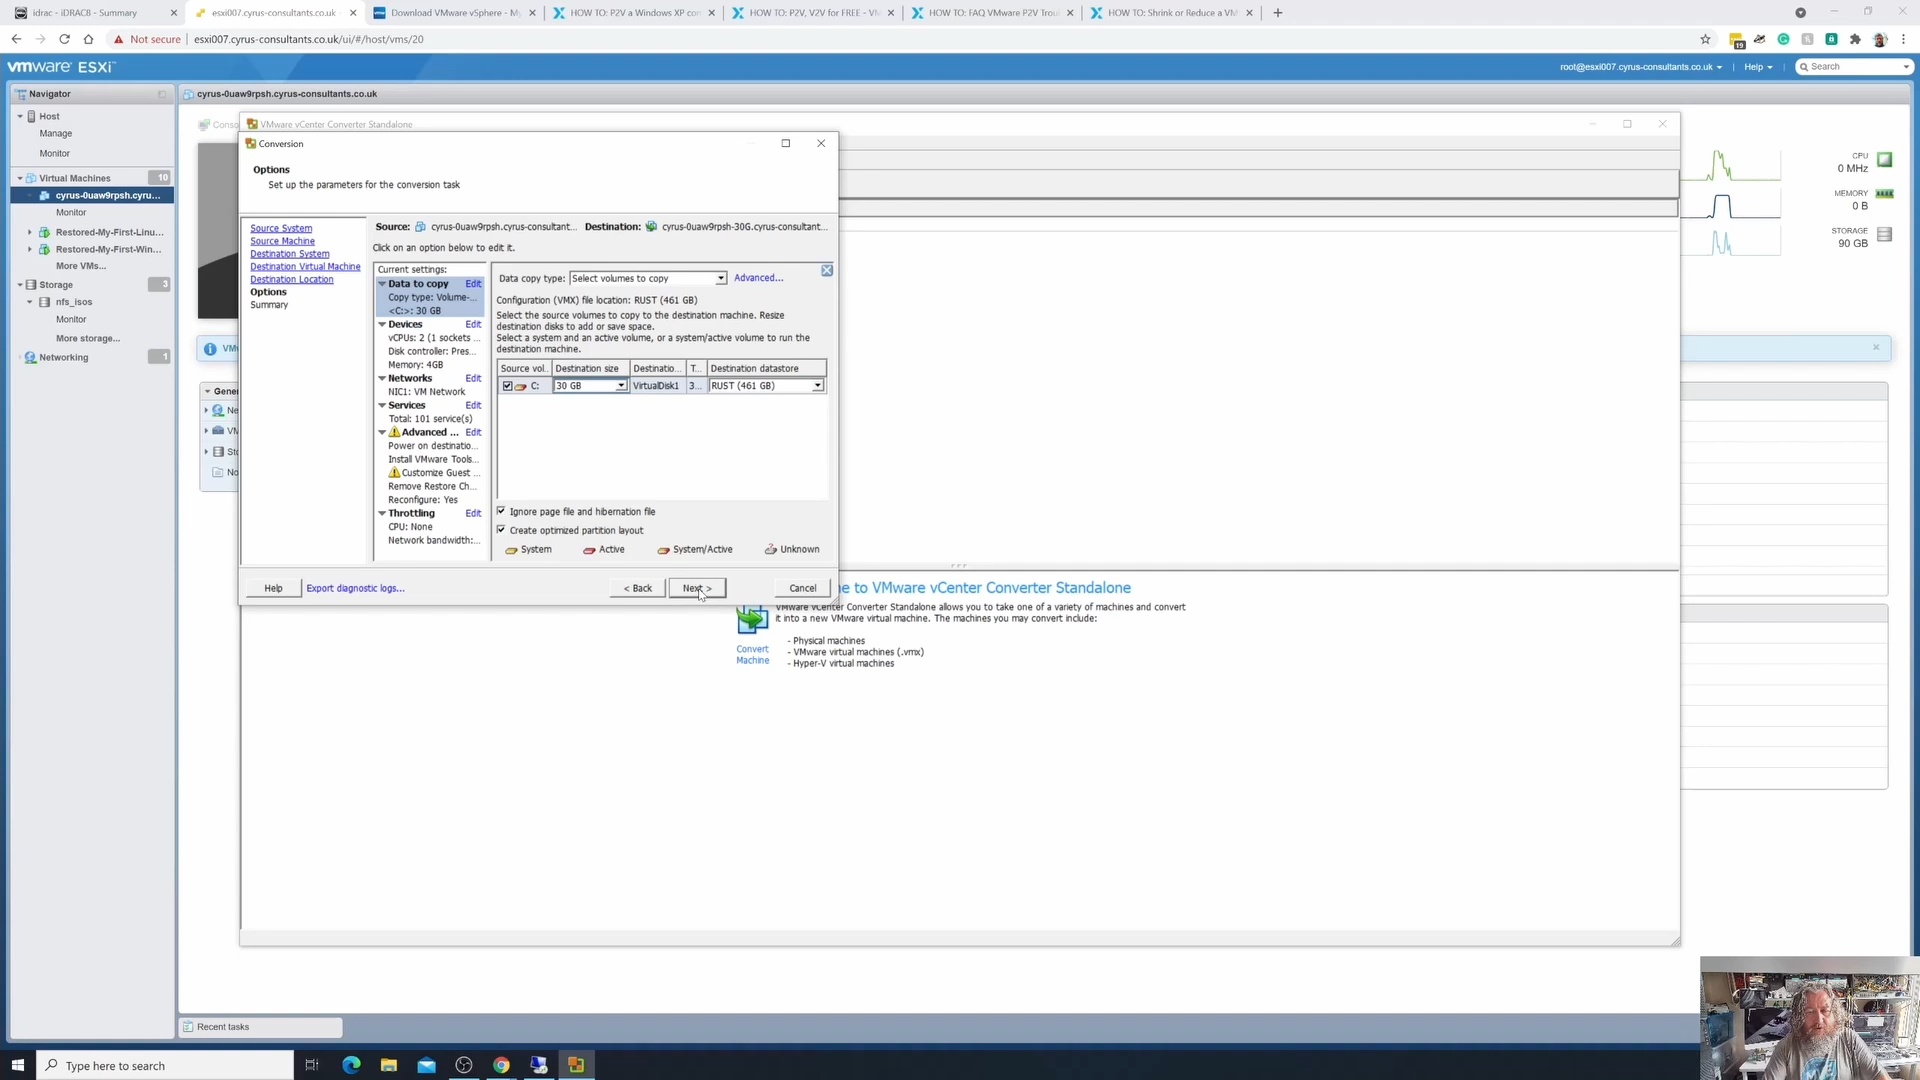 idrac - iDRAC8 - Summary
esxi007.cyrus-consultants.co.uk
Download VMware vSphere - My
HOW TO: P2V a Windows XP con
HOW TO: P2V, V2V for FREE - VM
HOW TO: FAQ VMware P2V Trou
HOW TO: Shrink or Reduce a VM
Not secure
esxi007.cyrus-consultants.co.uk/ui/#/host/vms/20
19
vmware ESXi
root@esxi007.cyrus-consultants.co.uk
Help
Search
Navigator
cyrus-0uaw9rpsh.cyrus-consultants.co.uk
Host
Manage
Monitor
Virtual Machines
10
cyrus-0uaw9rpsh.cyru...
Monitor
Restored-My-First-Linu...
Restored-My-First-Win...
More VMs...
Storage
3
nfs_isos
Monitor
More storage...
Networking
1
Conso
VMware vCenter Converter Standalone
CPU
0 MHz
MEMORY
0 B
STORAGE
90 GB
VMw
Gener
Ne
VM
Sto
No
Conversion
Options
Set up the parameters for the conversion task
Source System
Source Machine
Destination System
Destination Virtual Machine
Destination Location
Options
Summary
Source: cyrus-0uaw9rpsh.cyrus-consultant... Destination: cyrus-0uaw9rpsh-30G.cyrus-consultant...
Click on an option below to edit it.
Current settings:
Data to copy Edit
Copy type: Volume-...
<C:>: 30 GB
Devices Edit
vCPUs: 2 (1 sockets ...
Disk controller: Pres...
Memory: 4GB
Networks Edit
NIC1: VM Network
Services Edit
Total: 101 service(s)
Advanced ... Edit
Power on destinatio...
Install VMware Tools...
Customize Guest ...
Remove Restore Ch...
Reconfigure: Yes
Throttling Edit
CPU: None
Network bandwidth:...
Data copy type: Select volumes to copy Advanced...
Configuration (VMX) file location: RUST (461 GB)
Select the source volumes to copy to the destination machine. Resize
destination disks to add or save space.
Select a system and an active volume, or a system/active volume to run the
destination machine.
Source vol. Destination size Destinatio... T... Destination datastore
C: 30 GB VirtualDisk1 3... RUST (461 GB)
Ignore page file and hibernation file
Create optimized partition layout
System Active System/Active Unknown
Help
Export diagnostic logs...
< Back
Next >
Cancel
e to VMware vCenter Converter Standalone
VMware vCenter Converter Standalone allows you to take one of a variety of machines and convert
it into a new VMware virtual machine. The machines you may convert include:
- Physical machines
- VMware virtual machines (.vmx)
- Hyper-V virtual machines
Convert
Machine
Recent tasks
Type here to search